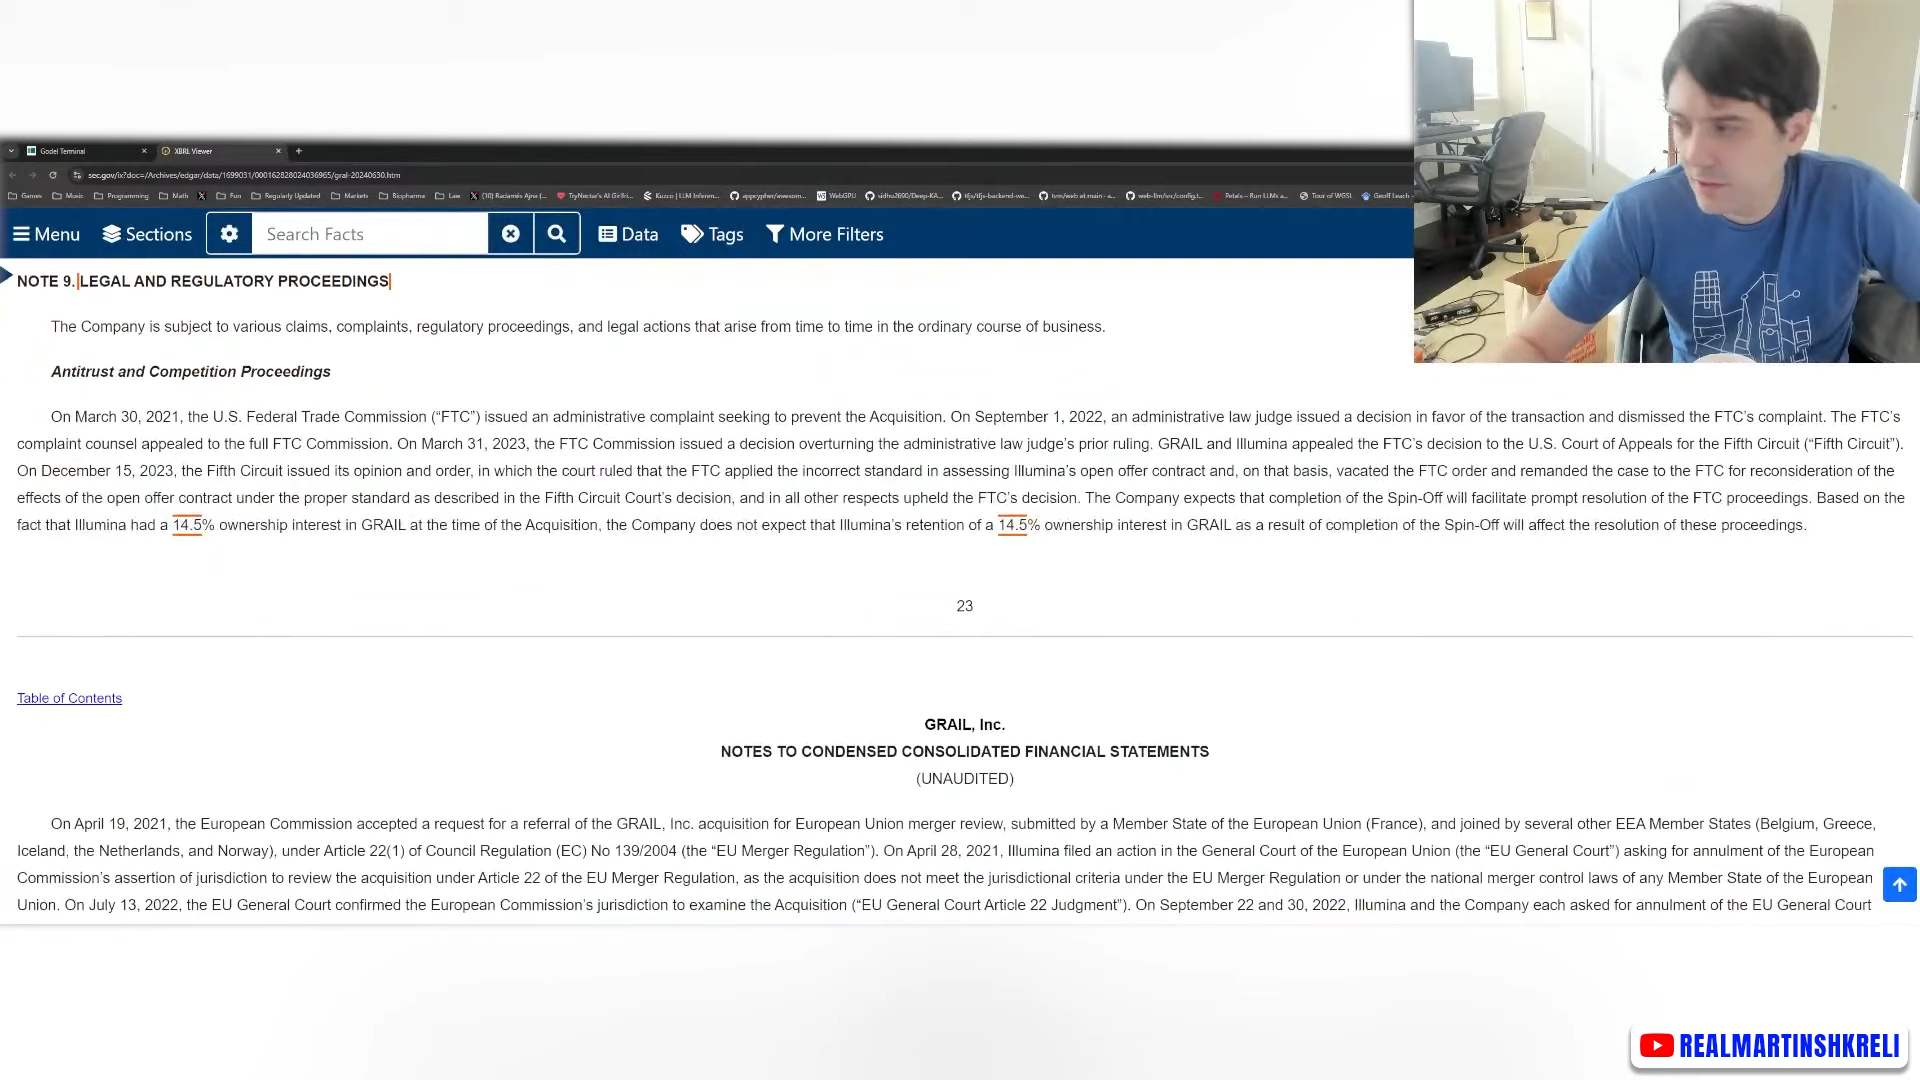 Godel Terminal
XBRL Viewer
sec.gov/ix?doc=/Archives/edgar/data/1699031/000162828024036965/gral-20240630.htm
Games Music Programming Math Fun Regularly Updated Markets Biopharma Law (10) Radamés Ajna (... TryNectar's AI Girlfri... Kuzco | LLM Inferen... appcypher/awesom... WebGPU tfjs/tfjs-backend-we... tvm/web at main · a... web-llm/src/config.t... Petals – Run LLMs a... Tour of WGSL Geoff Leach -
Menu Sections Search Facts Data Tags More Filters
NOTE 9. LEGAL AND REGULATORY PROCEEDINGS
The Company is subject to various claims, complaints, regulatory proceedings, and legal actions that arise from time to time in the ordinary course of business.
Antitrust and Competition Proceedings
On March 30, 2021, the U.S. Federal Trade Commission (“FTC”) issued an administrative complaint seeking to prevent the Acquisition. On September 1, 2022, an administrative law judge issued a decision in favor of the transaction and dismissed the FTC’s complaint. The FTC’s
complaint counsel appealed to the full FTC Commission. On March 31, 2023, the FTC Commission issued a decision overturning the administrative law judge’s prior ruling. GRAIL and Illumina appealed the FTC’s decision to the U.S. Court of Appeals for the Fifth Circuit (“Fifth Circuit”).
On December 15, 2023, the Fifth Circuit issued its opinion and order, in which the court ruled that the FTC applied the incorrect standard in assessing Illumina’s open offer contract and, on that basis, vacated the FTC order and remanded the case to the FTC for reconsideration of the
effects of the open offer contract under the proper standard as described in the Fifth Circuit Court’s decision, and in all other respects upheld the FTC’s decision. The Company expects that completion of the Spin-Off will facilitate prompt resolution of the FTC proceedings. Based on the
fact that Illumina had a 14.5% ownership interest in GRAIL at the time of the Acquisition, the Company does not expect that Illumina’s retention of a 14.5% ownership interest in GRAIL as a result of completion of the Spin-Off will affect the resolution of these proceedings.
23
Table of Contents
GRAIL, Inc.
NOTES TO CONDENSED CONSOLIDATED FINANCIAL STATEMENTS
(UNAUDITED)
On April 19, 2021, the European Commission accepted a request for a referral of the GRAIL, Inc. acquisition for European Union merger review, submitted by a Member State of the European Union (France), and joined by several other EEA Member States (Belgium, Greece,
Iceland, the Netherlands, and Norway), under Article 22(1) of Council Regulation (EC) No 139/2004 (the “EU Merger Regulation”). On April 28, 2021, Illumina filed an action in the General Court of the European Union (the “EU General Court”) asking for annulment of the European
Commission’s assertion of jurisdiction to review the acquisition under Article 22 of the EU Merger Regulation, as the acquisition does not meet the jurisdictional criteria under the EU Merger Regulation or under the national merger control laws of any Member State of the European
Union. On July 13, 2022, the EU General Court confirmed the European Commission’s jurisdiction to examine the Acquisition (“EU General Court Article 22 Judgment”). On September 22 and 30, 2022, Illumina and the Company each asked for annulment of the EU General Court
REALMARTINSHKRELI